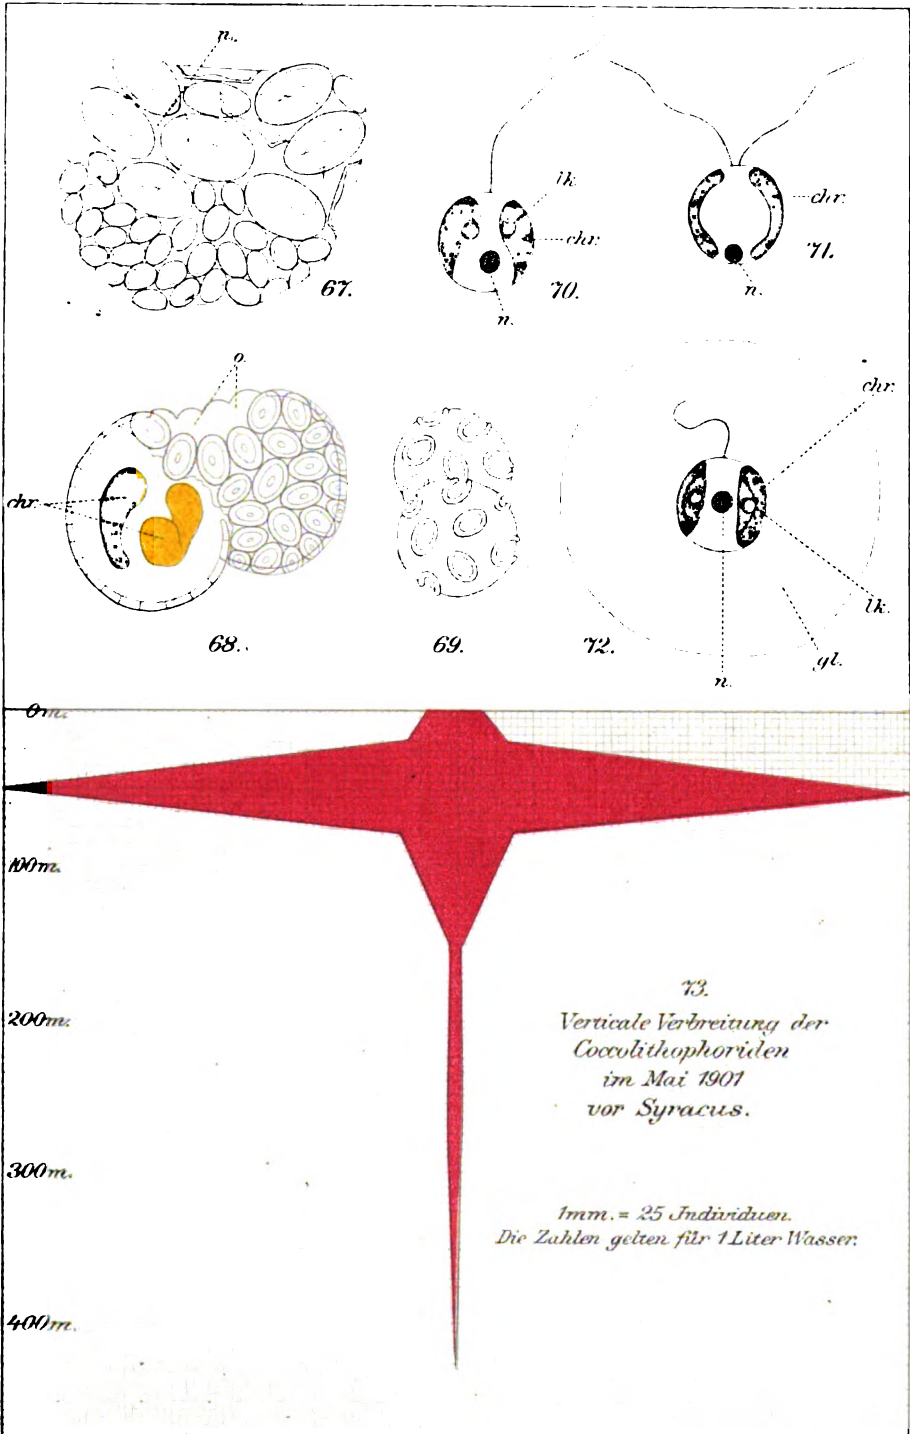 n.
lk.
chr.
chr.
67.
70.
71.
n.
n.
o.
chr.
chr.
lk.
68.
69.
72.
gl.
n.
0m.
100m.
200m.
300m.
400m.
73.
Verticale Verbreitung der
Coccolithophoriden
im Mai 1901
vor Syracus.
1mm. = 25 Individuen.
Die Zahlen gelten für 1 Liter Wasser.